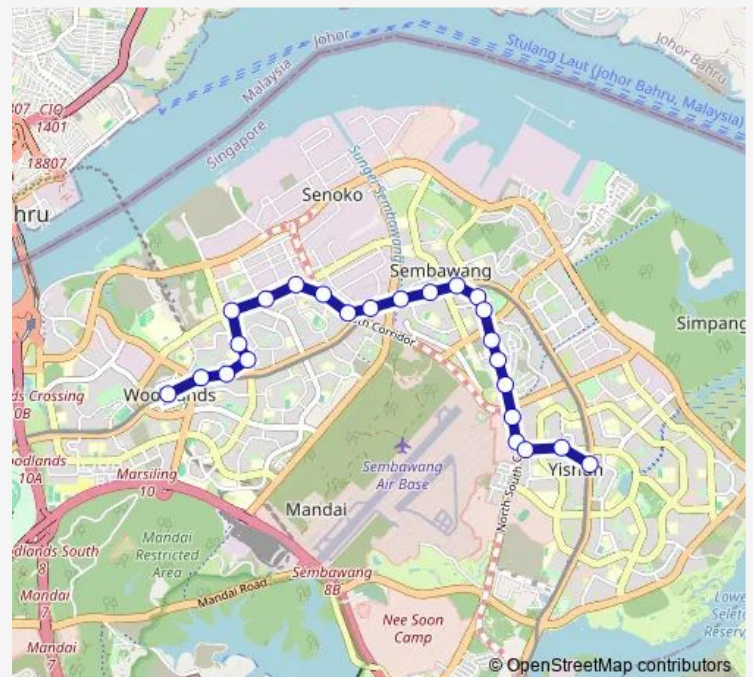 Johor
Johor Bahru
Malaysia
Stulang Laut (Johor Bahru, Malaysia)
807 CIQ
1401
Singapore
18807
Sungei Sembawang
Senoko
hru
Sembawang
Simpang
th Corridor
ds Crossing
0B
Woodlands
oodlands
10A
Marsiling
10
Sembawang
Air Base
Yishun
North-South
Mandai
Mandai
Restricted
Area
dlands South
8
Sembawang
8B
Mandai
7
Mandai Road
Nee Soon
Camp
Lowe
Selet
Reserv
Mandai
7
© OpenStreetMap contributors